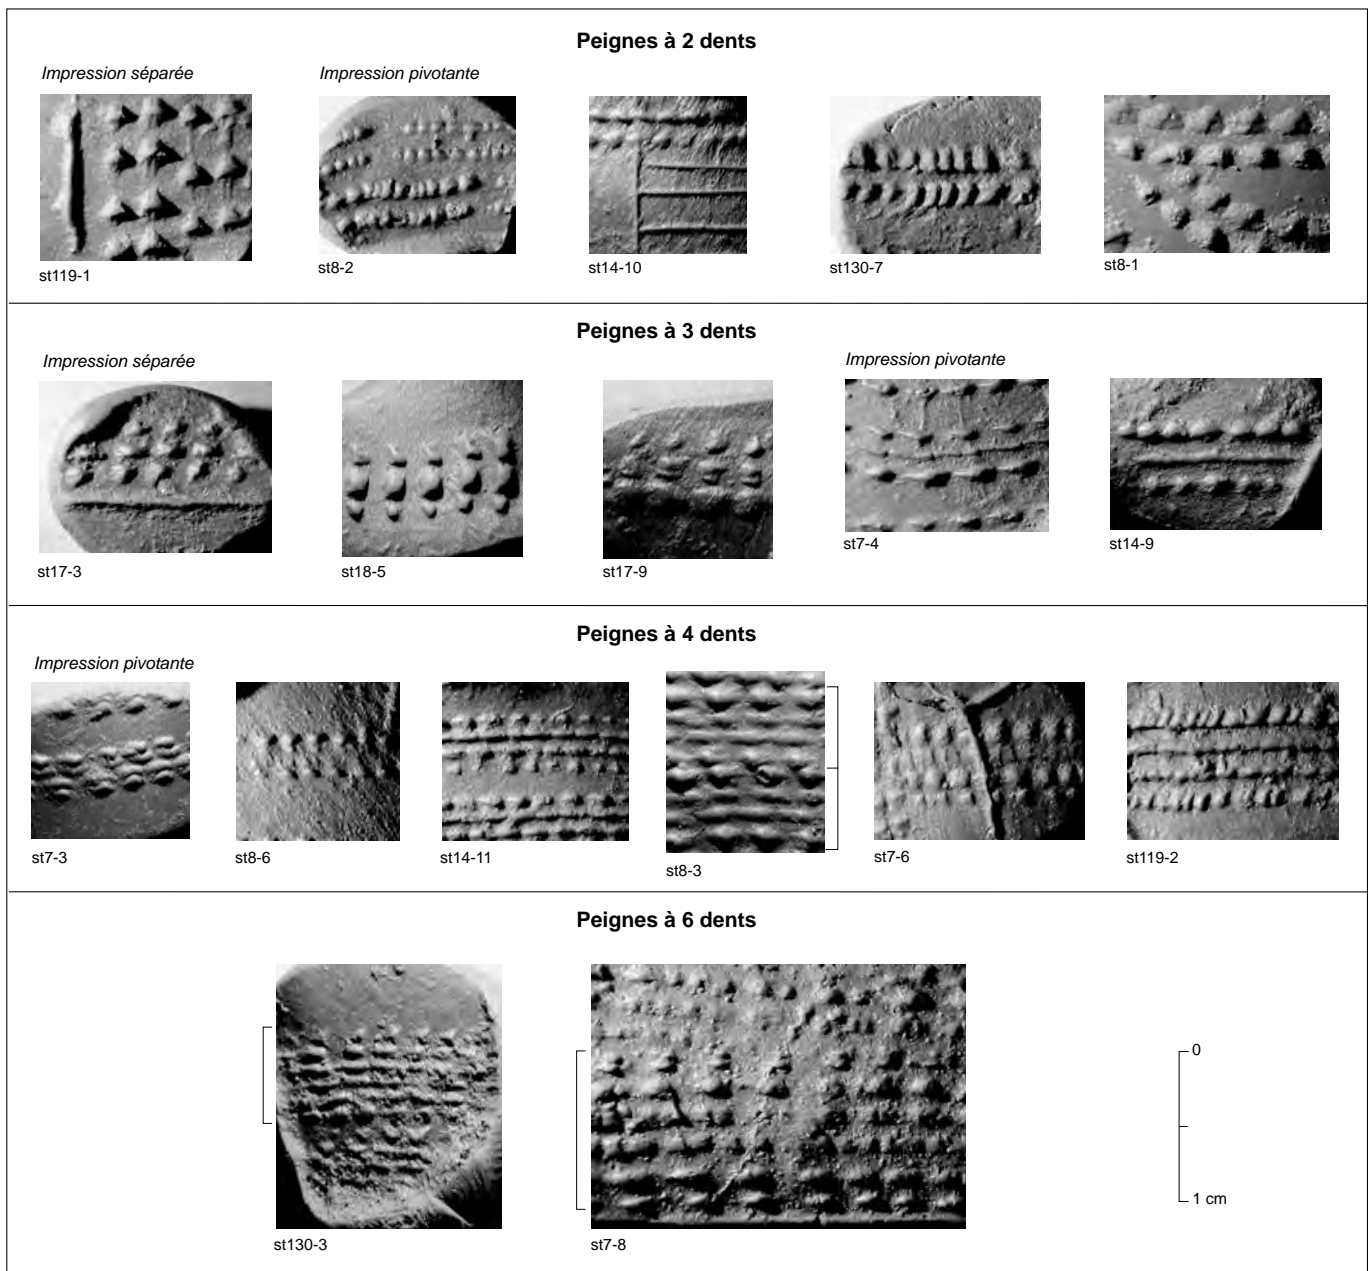 Peignes à 2 dents
Impression séparée
Impression pivotante
st119-1
st8-2
st14-10
st130-7
st8-1
Peignes à 3 dents
Impression séparée
Impression pivotante
st17-3
st18-5
st17-9
st7-4
st14-9
Peignes à 4 dents
Impression pivotante
st7-3
st8-6
st14-11
st8-3
st7-6
st119-2
Peignes à 6 dents
0
1 cm
st130-3
st7-8